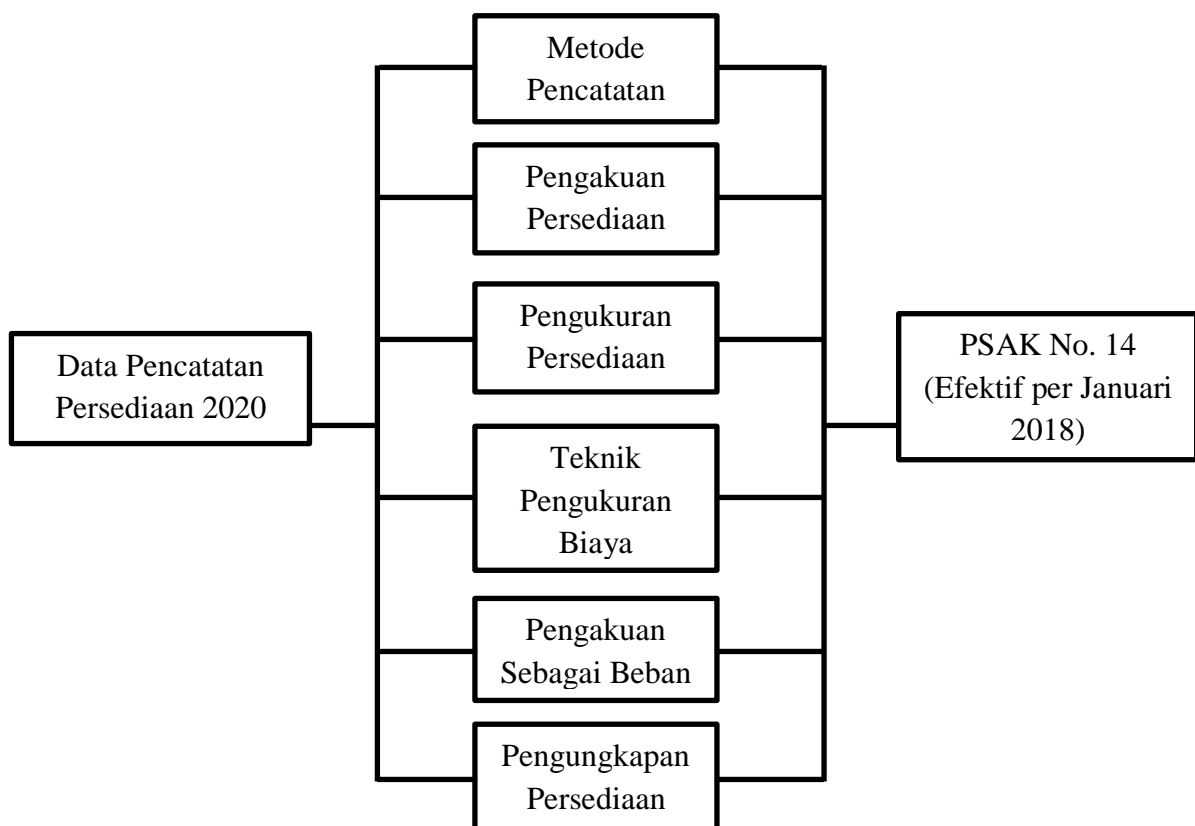 Metode
Pencatatan
Pengakuan
Persediaan
Pengukuran
Persediaan
Data Pencatatan
Persediaan 2020
PSAK No. 14
(Efektif per Januari
2018)
Teknik
Pengukuran
Biaya
Pengakuan
Sebagai Beban
Pengungkapan
Persediaan